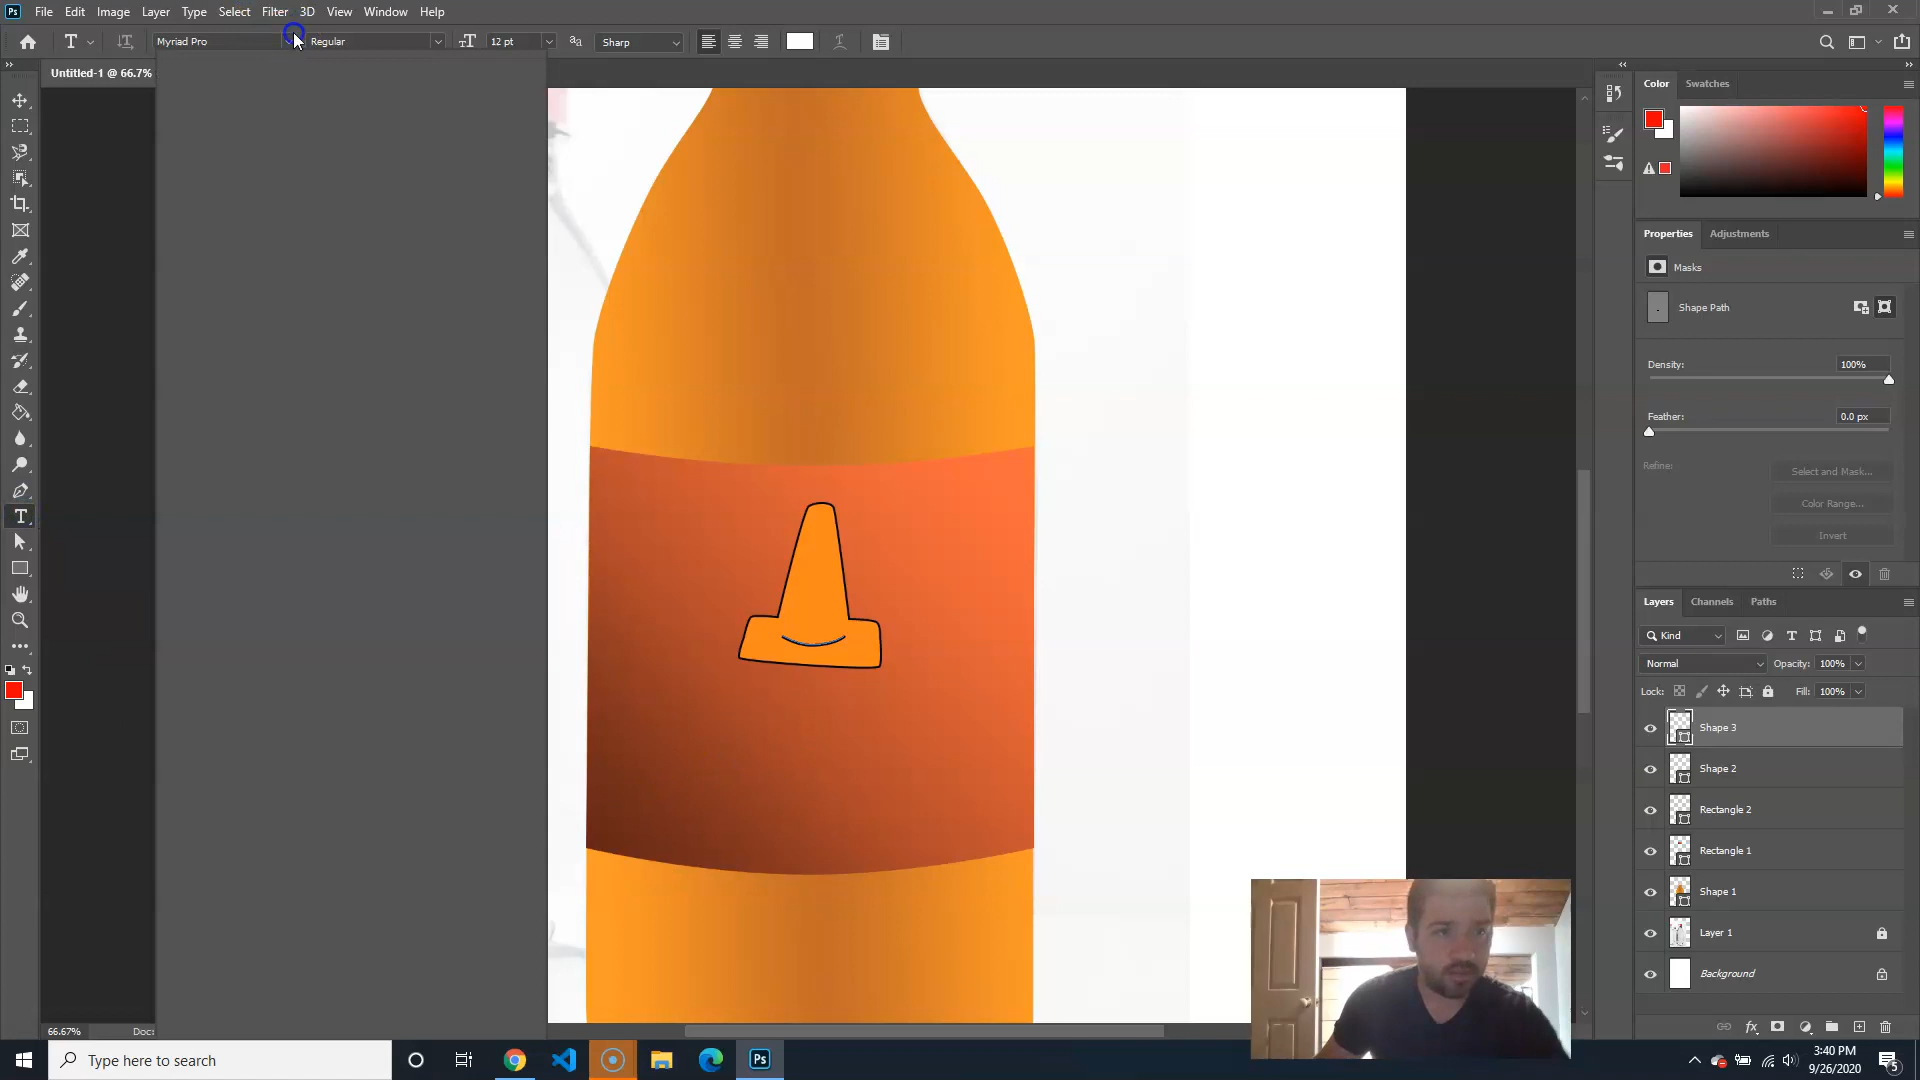 Ps File Edit Image Layer Type Select Filter 3D View Window Help
T Myriad Pro Regular 12 pt Sharp
Untitled-1 @ 66.7%
Color Swatches
Properties Adjustments
Masks
Shape Path
Density: 100%
Feather: 0.0 px
Refine: Select and Mask...
Color Range...
Invert
Layers Channels Paths
Kind
Normal Opacity: 100%
Lock: Fill: 100%
Shape 3
Shape 2
Rectangle 2
Rectangle 1
Shape 1
Layer 1
Background
66.67% Doc:
Type here to search
Ps
3:40 PM
9/26/2020
5